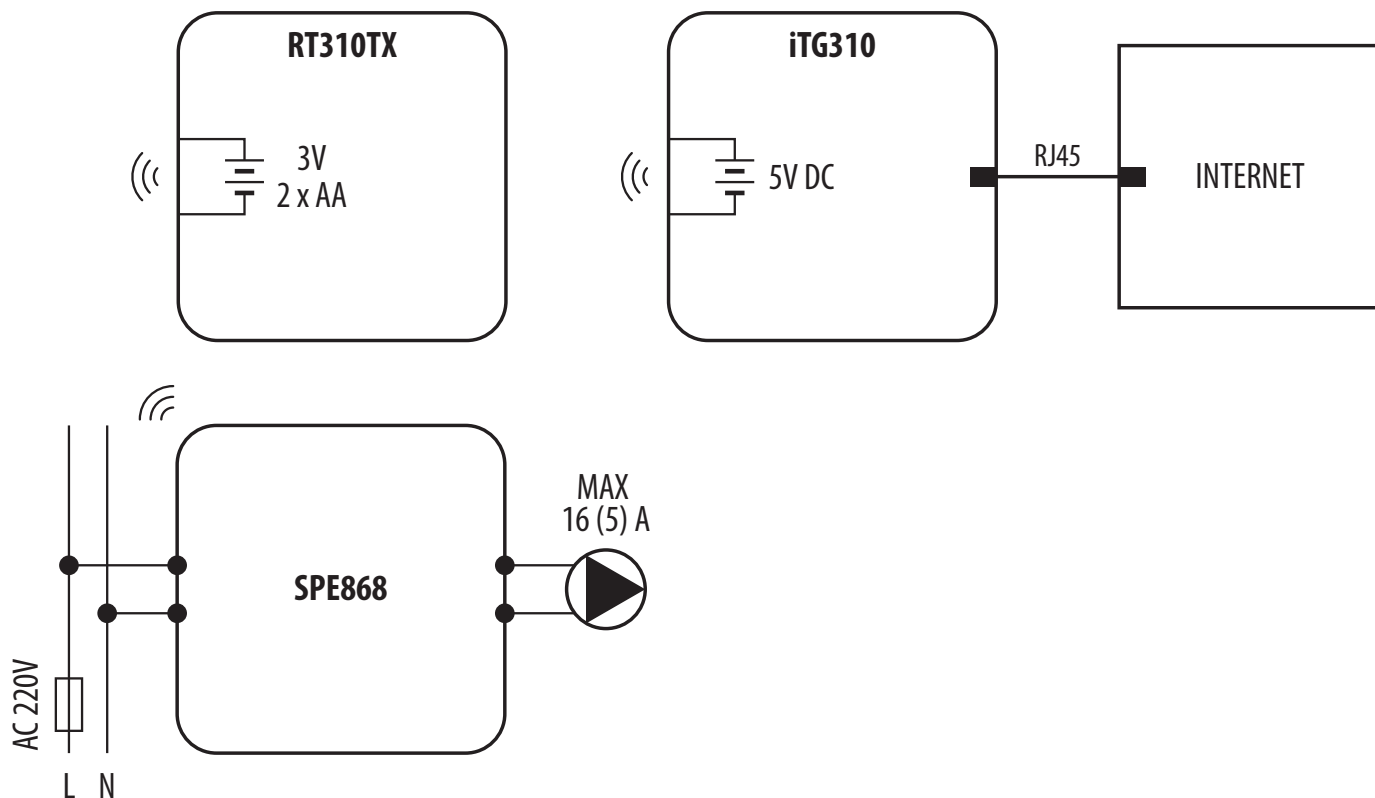 RT310TX
3V
2 x AA
iTG310
5V DC
RJ45
INTERNET
MAX
16 (5) A
SPE868
AC 220V
L N